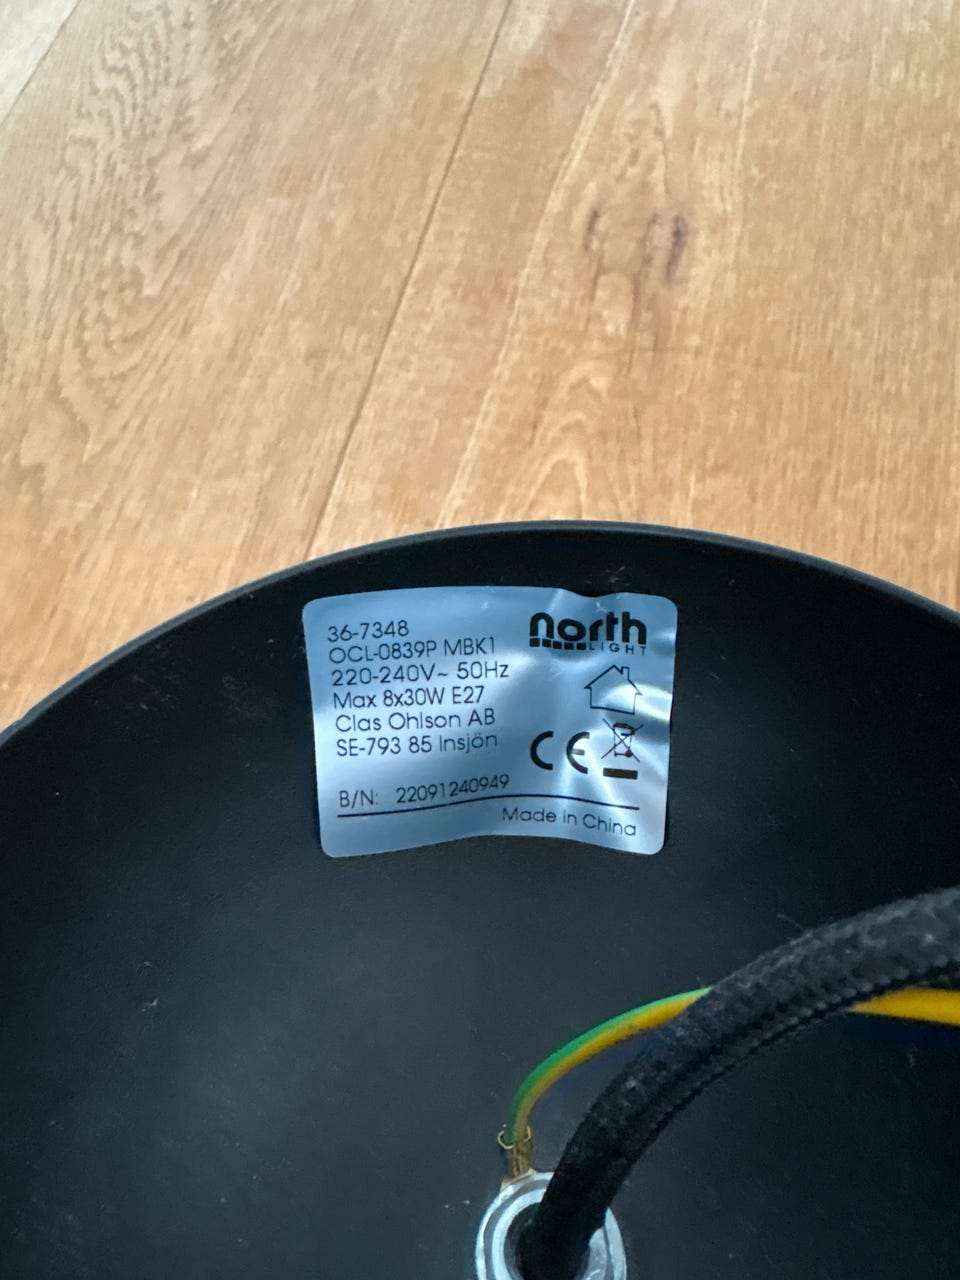 36-7348
OCL-0839P MBK1
220-240V~ 50Hz
Max 8x30W E27
Clas Ohlson AB
SE-793 85 Insjön
north
LIGHT
CE
B/N: 22091240949
Made in China